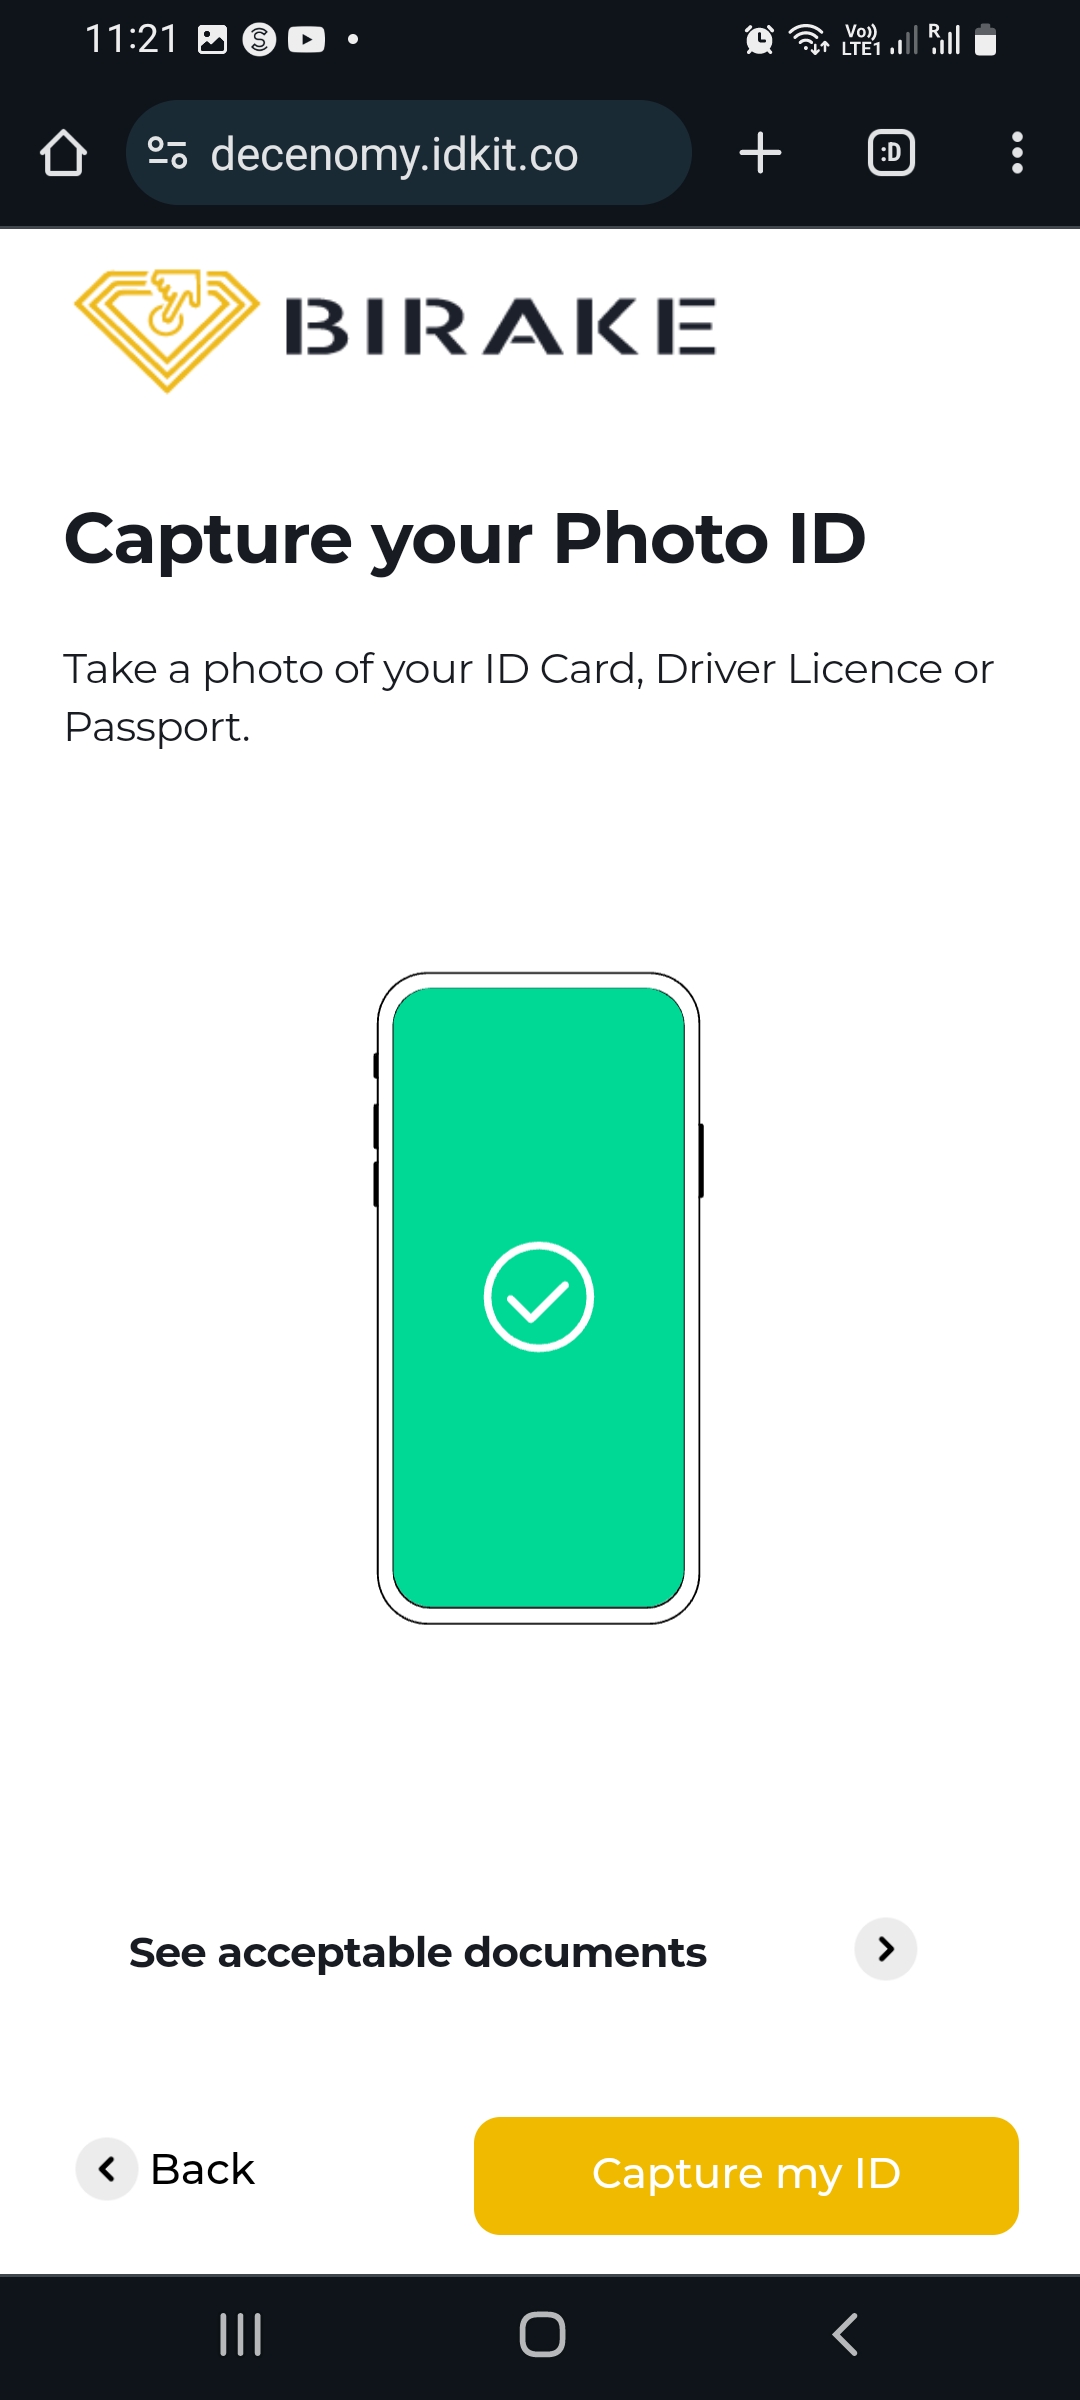 11:21
Vo))
LTE1
R
decenomy.idkit.co
:D
BIRAKE
Capture your Photo ID
Take a photo of your ID Card, Driver Licence or
Passport.
See acceptable documents
Back
Capture my ID